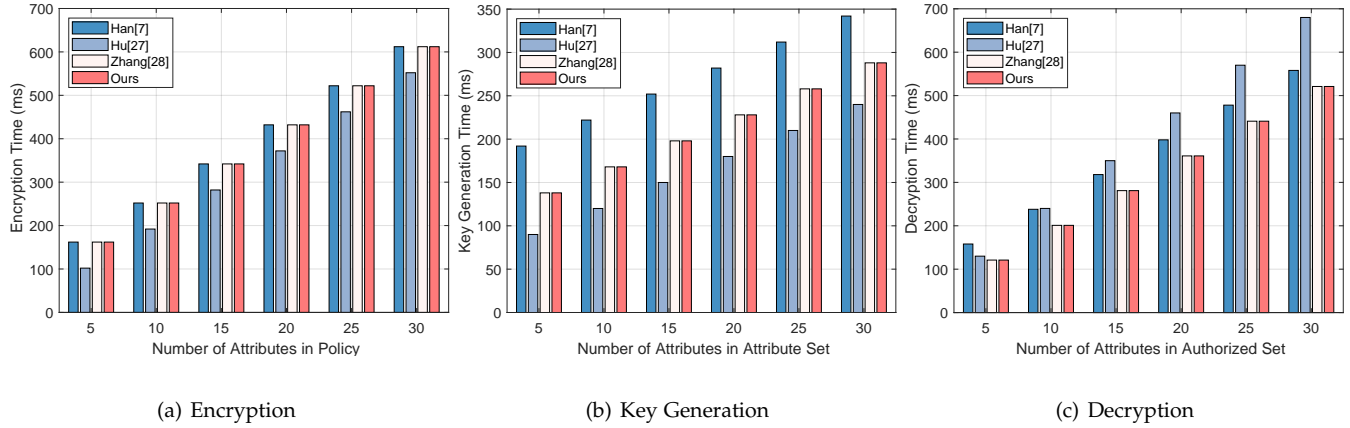 700
600
500
400
300
200
100
0
Encryption Time (ms)
Han[7]
Hu[27]
Zhang[28]
Ours
5 10 15 20 25 30
Number of Attributes in Policy
(a) Encryption
350
300
250
200
150
100
50
0
Key Generation Time (ms)
Han[7]
Hu[27]
Zhang[28]
Ours
5 10 15 20 25 30
Number of Attributes in Attribute Set
(b) Key Generation
700
600
500
400
300
200
100
0
Decryption Time (ms)
Han[7]
Hu[27]
Zhang[28]
Ours
5 10 15 20 25 30
Number of Attributes in Authorized Set
(c) Decryption